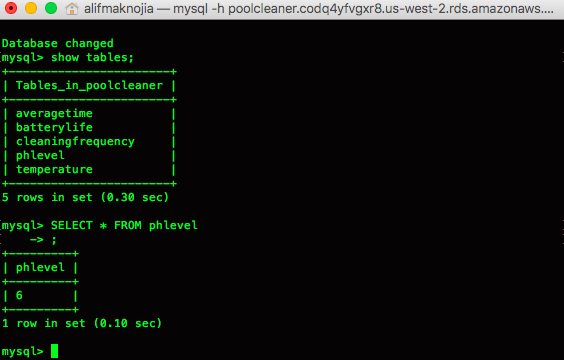 alifmaknojia — mysql -h poolcleaner.codq4yfvgxr8.us-west-2.rds.amazonaws....
Database changed
[mysql> show tables;
+-----------------------+
| Tables_in_poolcleaner |
+-----------------------+
| averagetime           |
| batterylife           |
| cleaningfrequency     |
| phlevel               |
| temperature           |
+-----------------------+
5 rows in set (0.30 sec)
[mysql> SELECT * FROM phlevel
[    -> ;
+---------+
| phlevel |
+---------+
| 6       |
+---------+
1 row in set (0.10 sec)
mysql>